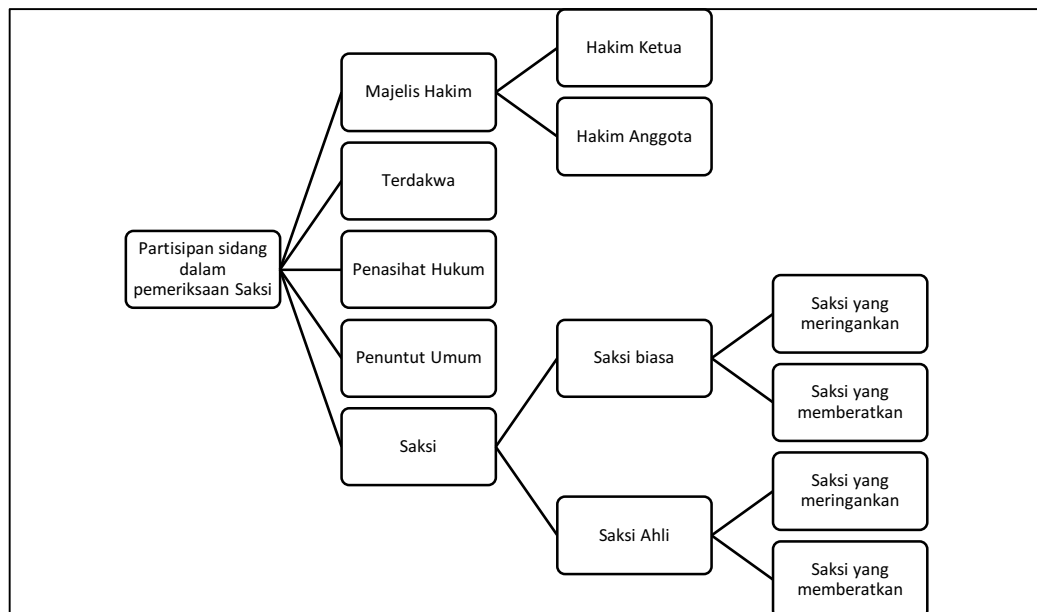 Partisipan sidang
dalam
pemeriksaan Saksi
Majelis Hakim
Hakim Ketua
Hakim Anggota
Terdakwa
Penasihat Hukum
Penuntut Umum
Saksi
Saksi biasa
Saksi yang
meringankan
Saksi yang
memberatkan
Saksi Ahli
Saksi yang
meringankan
Saksi yang
memberatkan